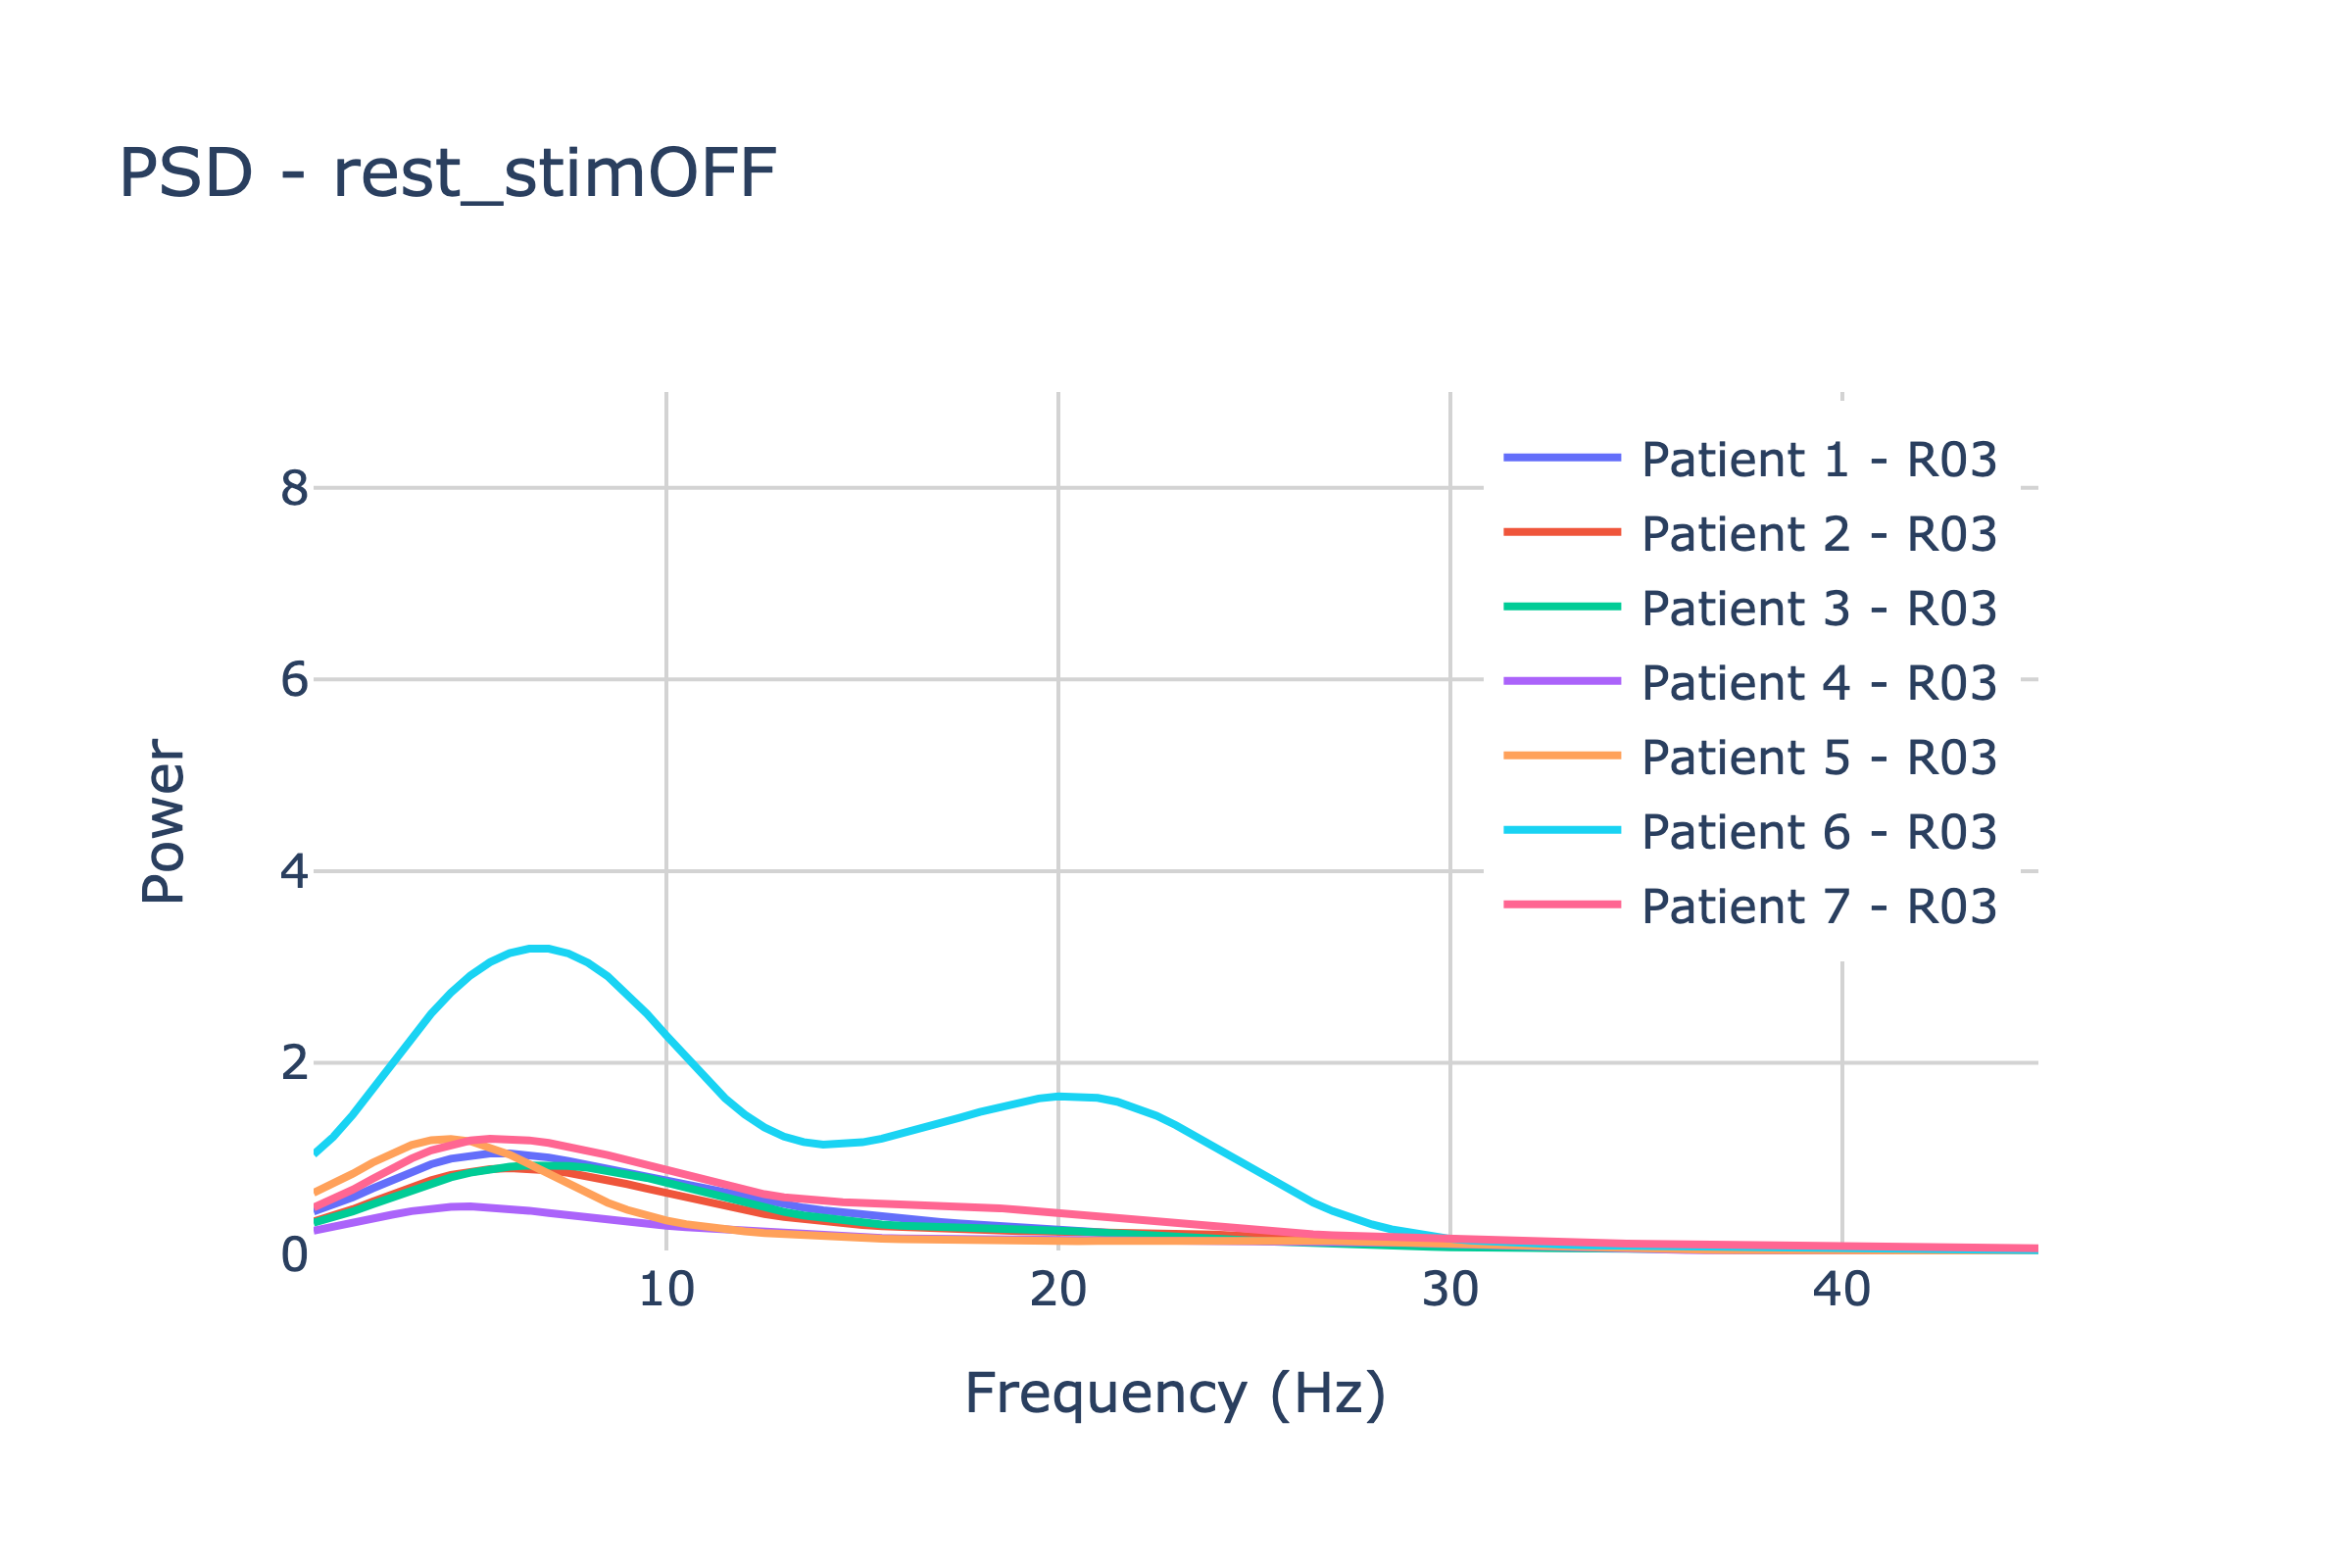 PSD - rest_stimOFF
Patient 1 - R03
Patient 2 - R03
Patient 3 - R03
Patient 4 - R03
Patient 5 - R03
Patient 6 - R03
Patient 7 - R03
8
6
4
2
0
Power
10 20 30 40
Frequency (Hz)